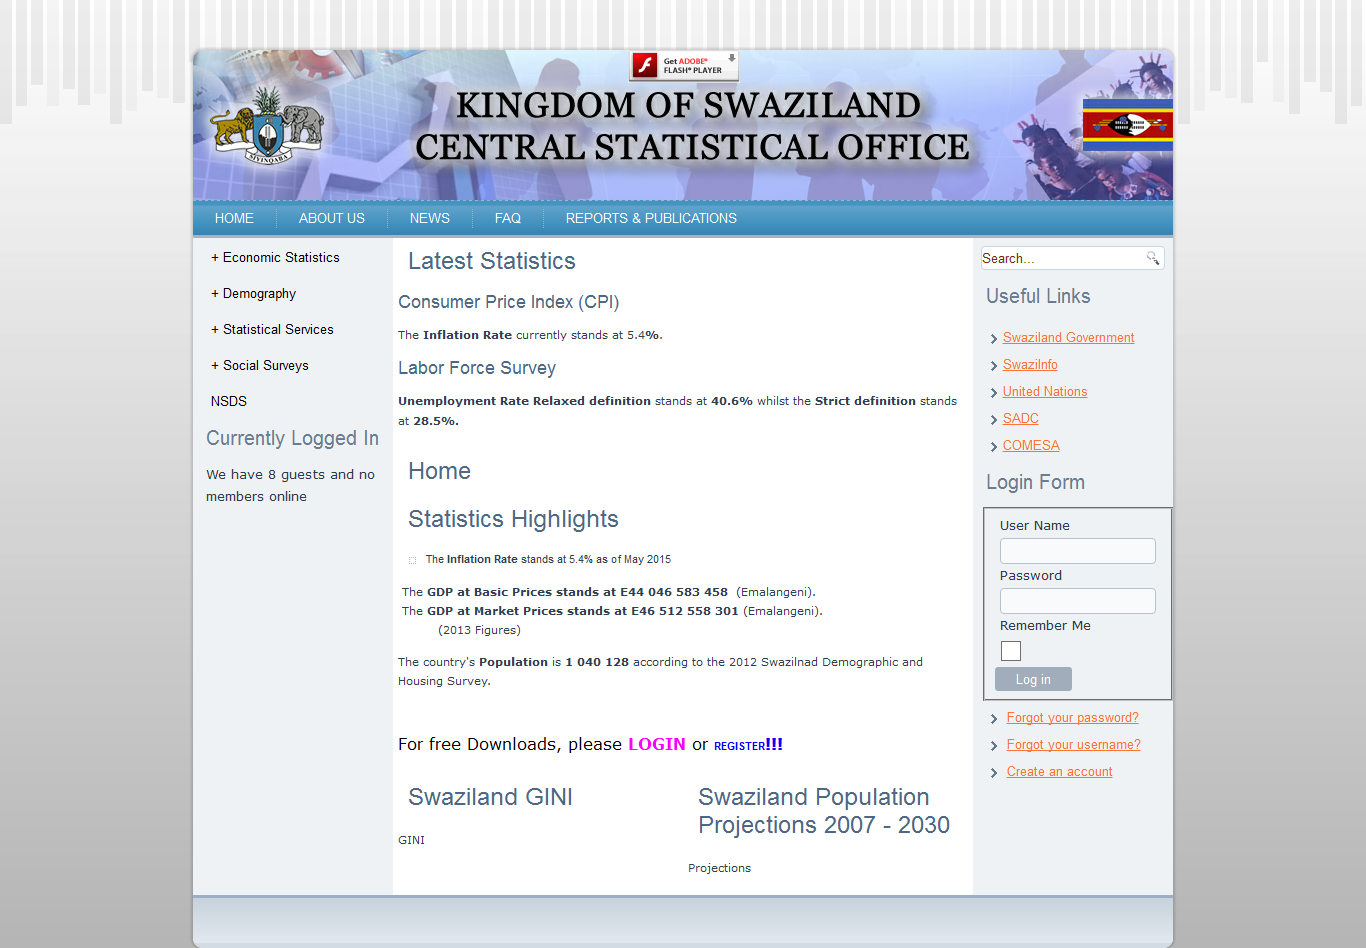 Get ADOBE®
FLASH® PLAYER
KINGDOM OF SWAZILAND
CENTRAL STATISTICAL OFFICE
SIYINQABA
HOME
ABOUT US
NEWS
FAQ
REPORTS & PUBLICATIONS
+ Economic Statistics
+ Demography
+ Statistical Services
+ Social Surveys
NSDS
Currently Logged In
We have 8 guests and no
members online
Latest Statistics
Consumer Price Index (CPI)
The Inflation Rate currently stands at 5.4%.
Labor Force Survey
Unemployment Rate Relaxed definition stands at 40.6% whilst the Strict definition stands
at 28.5%.
Home
Statistics Highlights
The Inflation Rate stands at 5.4% as of May 2015
The GDP at Basic Prices stands at E44 046 583 458 (Emalangeni).
The GDP at Market Prices stands at E46 512 558 301 (Emalangeni).
(2013 Figures)
The country's Population is 1 040 128 according to the 2012 Swazilnad Demographic and
Housing Survey.
For free Downloads, please LOGIN or REGISTER!!!
Swaziland GINI
GINI
Swaziland Population
Projections 2007 - 2030
Projections
Search...
Useful Links
Swaziland Government
SwaziInfo
United Nations
SADC
COMESA
Login Form
User Name
Password
Remember Me
Log in
Forgot your password?
Forgot your username?
Create an account